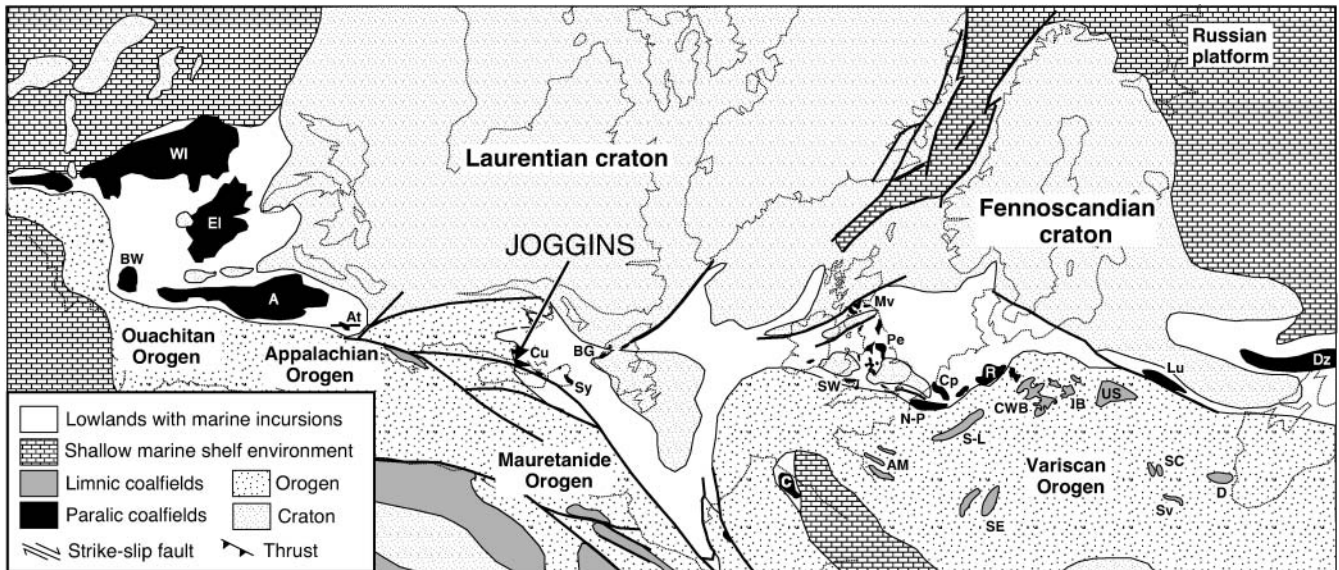 Russian
platform
WI
Laurentian craton
EI
Fennoscandian
craton
JOGGINS
BW
A
At
Mv
Ouachitan
Orogen
Appalachian
Orogen
Cu
BG
Pe
Sy
SW
Cp
R
Lu
Dz
N-P
CWB
IB
US
S-L
Mauretanide
Orogen
AM
C
Variscan
Orogen
SC
D
SE
Sv
Lowlands with marine incursions
Shallow marine shelf environment
Limnic coalfields
Orogen
Paralic coalfields
Craton
Strike-slip fault
Thrust